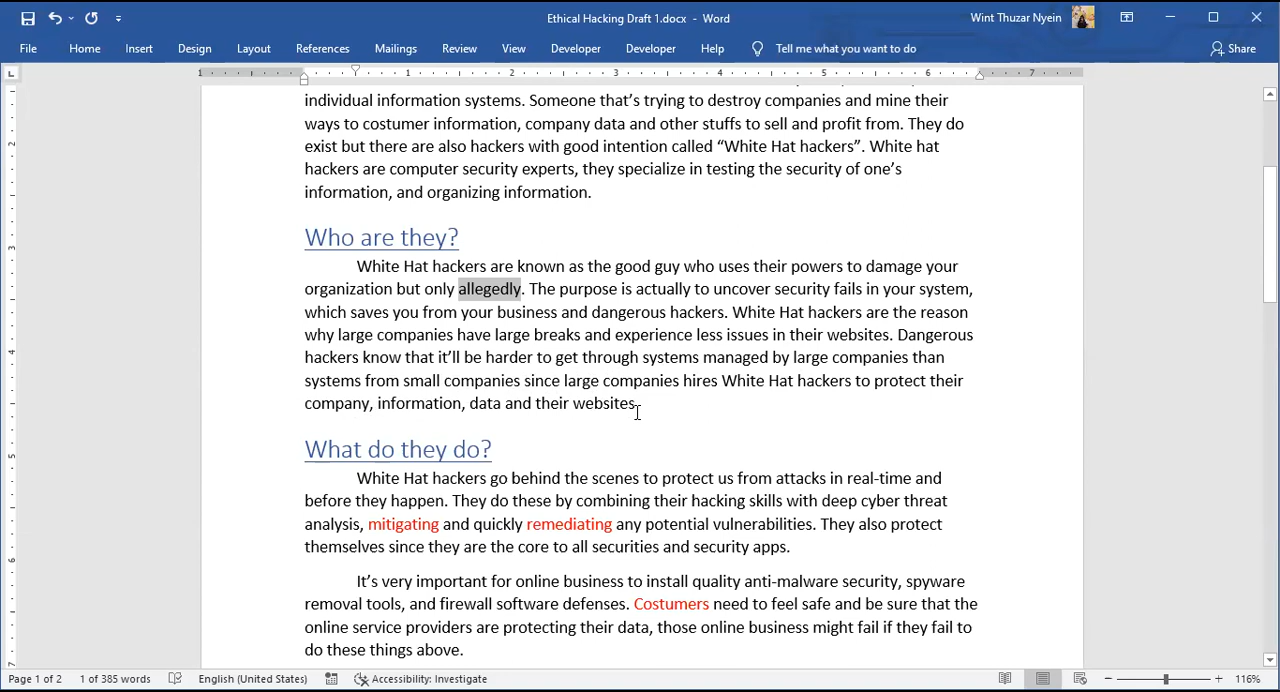 Ethical Hacking Draft 1.docx - Word
Wint Thuzar Nyein
File Home Insert Design Layout References Mailings Review View Developer Developer Help Tell me what you want to do Share
1 1 2 3 4 5 6 7
individual information systems. Someone that’s trying to destroy companies and mine their
ways to costumer information, company data and other stuffs to sell and profit from. They do
exist but there are also hackers with good intention called “White Hat hackers”. White hat
hackers are computer security experts, they specialize in testing the security of one’s
information, and organizing information.
Who are they?
White Hat hackers are known as the good guy who uses their powers to damage your
organization but only allegedly. The purpose is actually to uncover security fails in your system,
which saves you from your business and dangerous hackers. White Hat hackers are the reason
why large companies have large breaks and experience less issues in their websites. Dangerous
hackers know that it’ll be harder to get through systems managed by large companies than
systems from small companies since large companies hires White Hat hackers to protect their
company, information, data and their websites.
What do they do?
White Hat hackers go behind the scenes to protect us from attacks in real-time and
before they happen. They do these by combining their hacking skills with deep cyber threat
analysis, mitigating and quickly remediating any potential vulnerabilities. They also protect
themselves since they are the core to all securities and security apps.
It’s very important for online business to install quality anti-malware security, spyware
removal tools, and firewall software defenses. Costumers need to feel safe and be sure that the
online service providers are protecting their data, those online business might fail if they fail to
do these things above.
2
3
4
5
6
7
Page 1 of 2 1 of 385 words English (United States) Accessibility: Investigate 116%